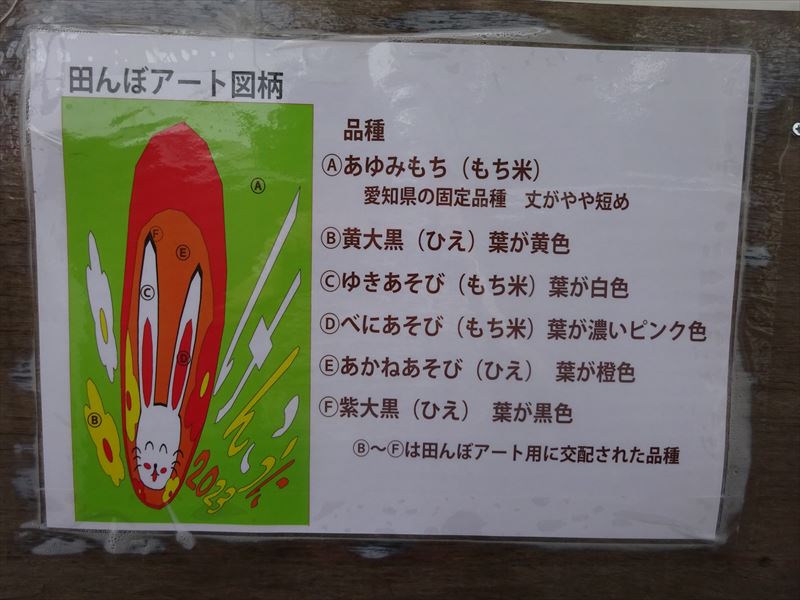 田んぼアート図柄
品種
Ⓐあゆみもち（もち米）
愛知県の固定品種　丈がやや短め
Ⓑ黄大黒（ひえ）葉が黄色
Ⓒゆきあそび（もち米）葉が白色
Ⓓべにあそび（もち米）葉が濃いピンク色
Ⓔあかねあそび（ひえ）　葉が橙色
Ⓕ紫大黒（ひえ）　葉が黒色
Ⓑ～Ⓕは田んぼアート用に交配された品種
Ⓐ
Ⓕ
Ⓔ
Ⓒ
Ⓓ
Ⓑ
2023